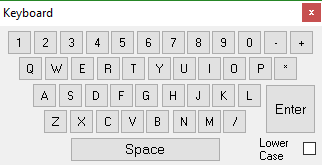 Keyboard x
1 2 3 4 5 6 7 8 9 0 - +
Q W E R T Y U I O P *
A S D F G H J K L
Enter
Z X C V B N M /
Space
Lower
Case